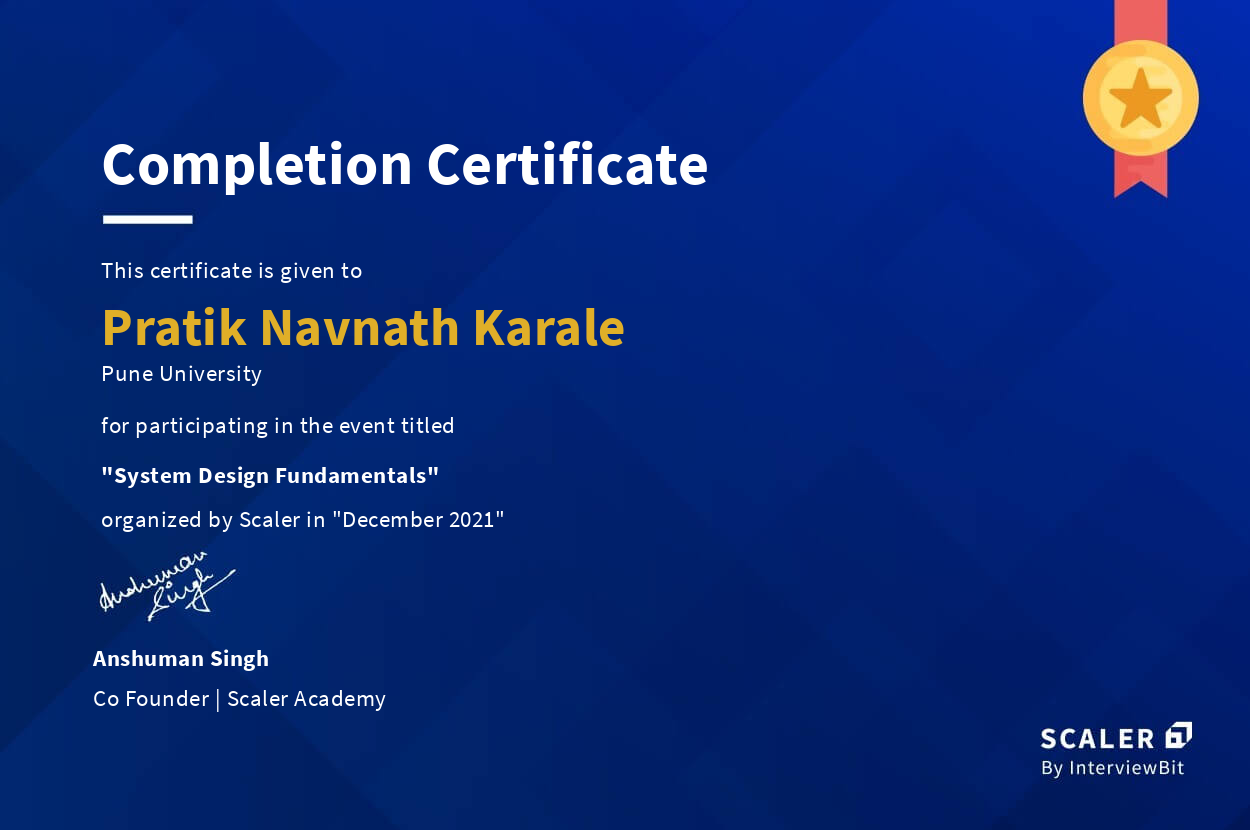 Completion Certificate
This certificate is given to
Pratik Navnath Karale
Pune University
for participating in the event titled
"System Design Fundamentals"
organized by Scaler in "December 2021"
Anshuman
Singh
Anshuman Singh
Co Founder | Scaler Academy
SCALER
By InterviewBit